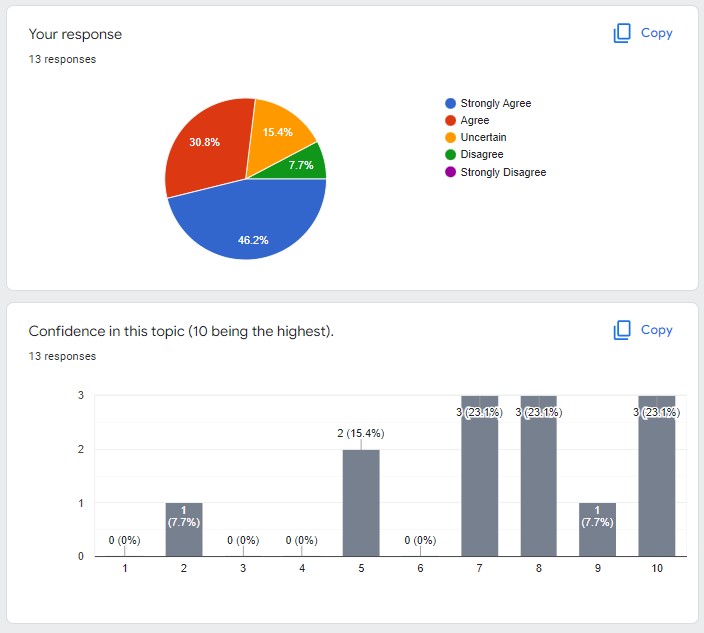 Your response
Copy
13 responses
30.8%
15.4%
7.7%
46.2%
Strongly Agree
Agree
Uncertain
Disagree
Strongly Disagree
Confidence in this topic (10 being the highest).
Copy
13 responses
3
2
1
0
0 (0%)
1
(7.7%)
0 (0%)
0 (0%)
2 (15.4%)
0 (0%)
3 (23.1%)
3 (23.1%)
1
(7.7%)
3 (23.1%)
1 2 3 4 5 6 7 8 9 10